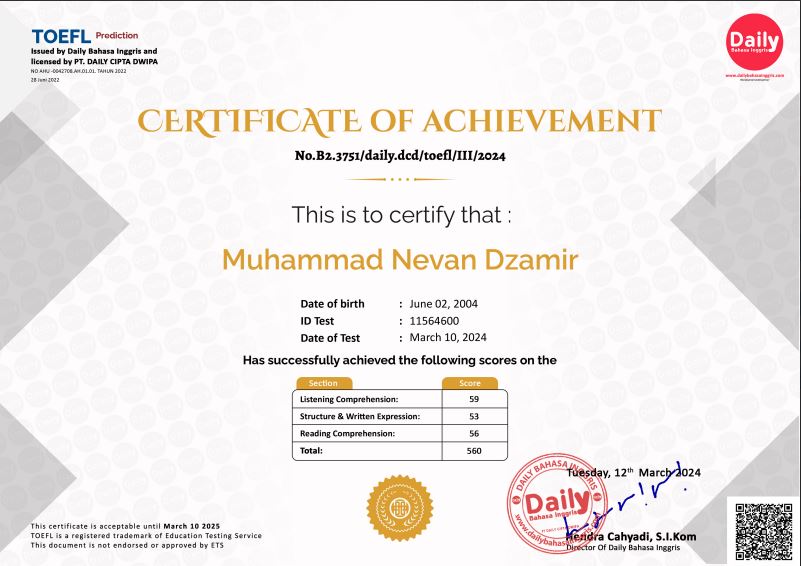 TOEFL Prediction
Issued by Daily Bahasa Inggris and
licensed by PT. DAILY CIPTA DWIPA
NO.AHU -0042708.AH.01.01. TAHUN 2022
28 Juni 2022
Daily
Bahasa Inggris
www.dailybahasainggris.com
CERTIFICATE OF ACHIEVEMENT
No.B2.3751/daily.dcd/toefl/III/2024
This is to certify that :
Muhammad Nevan Dzamir
Date of birth : June 02, 2004
ID Test : 11564600
Date of Test : March 10, 2024
Has successfully achieved the following scores on the
Section Score
Listening Comprehension: 59
Structure & Written Expression: 53
Reading Comprehension: 56
Total: 560
Tuesday, 12th March 2024
DAILY BAHASA INGGRIS
Daily
Bahasa Inggris
www.dailybahasainggris.com
Hendra Cahyadi, S.I.Kom
Director Of Daily Bahasa Inggris
This certificate is acceptable until March 10 2025
TOEFL is a registered trademark of Education Testing Service
This document is not endorsed or approved by ETS